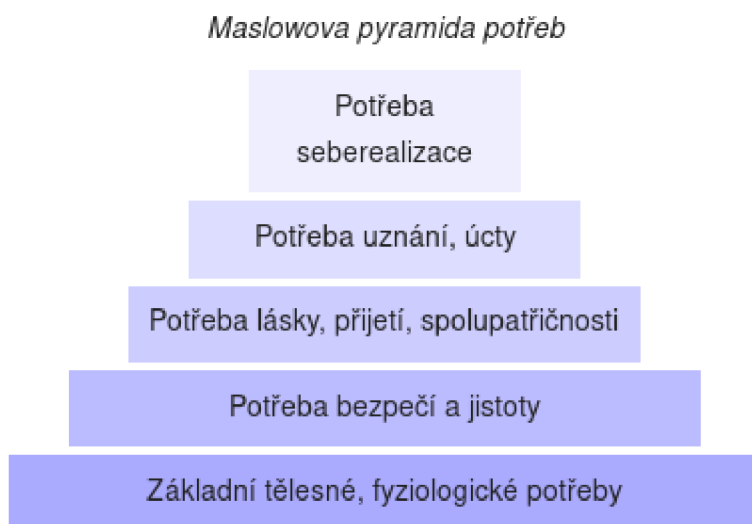 Maslowova pyramida potřeb
Potřeba
seberealizace
Potřeba uznání, úcty
Potřeba lásky, přijetí, spolupatřičnosti
Potřeba bezpečí a jistoty
Základní tělesné, fyziologické potřeby